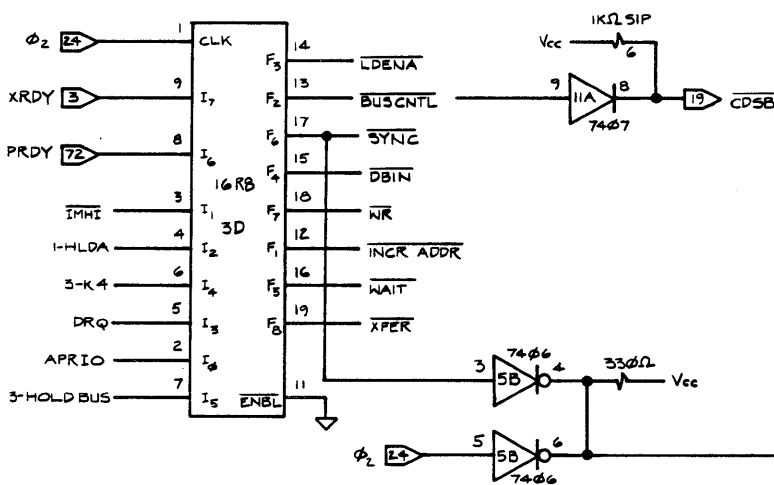 1KΩ SIP
Vcc
6
ϕ2 24 1 CLK
14 F3 LDENA
XRDY 3 9 I7
13 F2 BUSCNTL
9 11A 8 19 CDSB
7407
17 F6 SYNC
PRDY 72 8 I6
15 F4 DBIN
16R8
IMHI 3 I1
18 F7 WR
3D
1-HLDA 4 I2
12 F1 INCR ADDR
3-K4 6 I4
16 F5 WAIT
DRQ 5 I3
19 F8 XFER
APRIO 2 Iϕ
3-HOLD BUS 7 I5
ENBL 11
74ϕ6
3 5B 4
33ϕΩ
Vcc
ϕ2 24 5 5B 6
74ϕ6